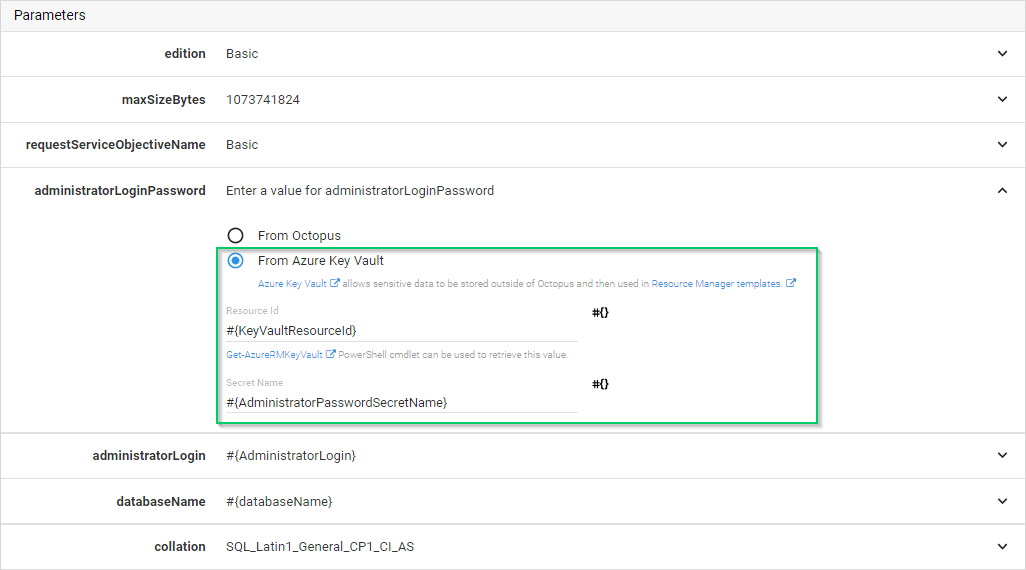 Parameters
edition Basic
maxSizeBytes 1073741824
requestServiceObjectiveName Basic
administratorLoginPassword Enter a value for administratorLoginPassword
From Octopus
From Azure Key Vault
Azure Key Vault allows sensitive data to be stored outside of Octopus and then used in Resource Manager templates.
Resource Id
#{KeyVaultResourceId} #{}
Get-AzureRMKeyVault PowerShell cmdlet can be used to retrieve this value.
Secret Name
#{AdministratorPasswordSecretName} #{}
administratorLogin #{AdministratorLogin}
databaseName #{databaseName}
collation SQL_Latin1_General_CP1_CI_AS